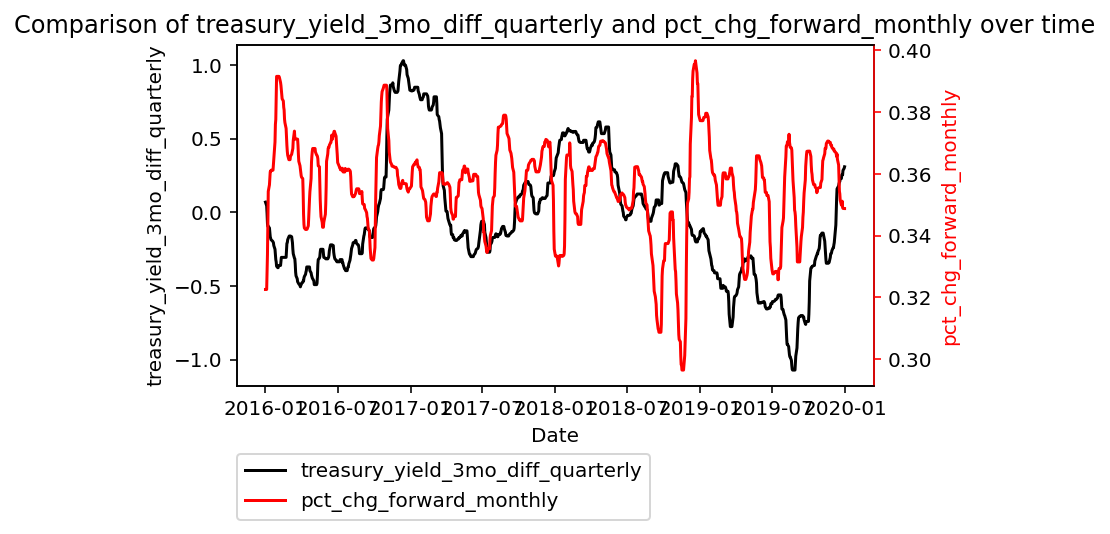 Comparison of treasury_yield_3mo_diff_quarterly and pct_chg_forward_monthly over time
treasury_yield_3mo_diff_quarterly
1.0
0.5
0.0
−0.5
−1.0
0.40
0.38
0.36
0.34
0.32
0.30
pct_chg_forward_monthly
2016-01 2016-07 2017-01 2017-07 2018-01 2018-07 2019-01 2019-07 2020-01
Date
treasury_yield_3mo_diff_quarterly
pct_chg_forward_monthly